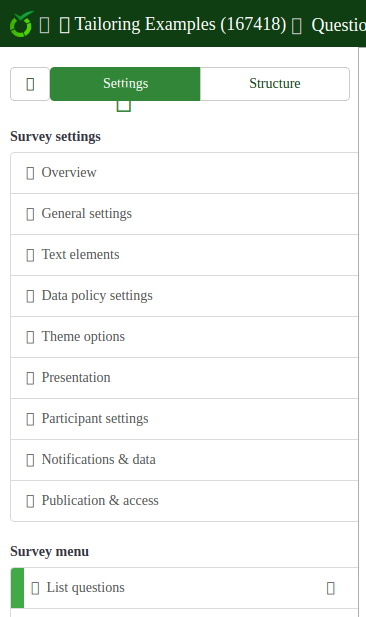 Tailoring Examples (167418) Questio
Settings Structure
Survey settings
Overview
General settings
Text elements
Data policy settings
Theme options
Presentation
Participant settings
Notifications & data
Publication & access
Survey menu
List questions